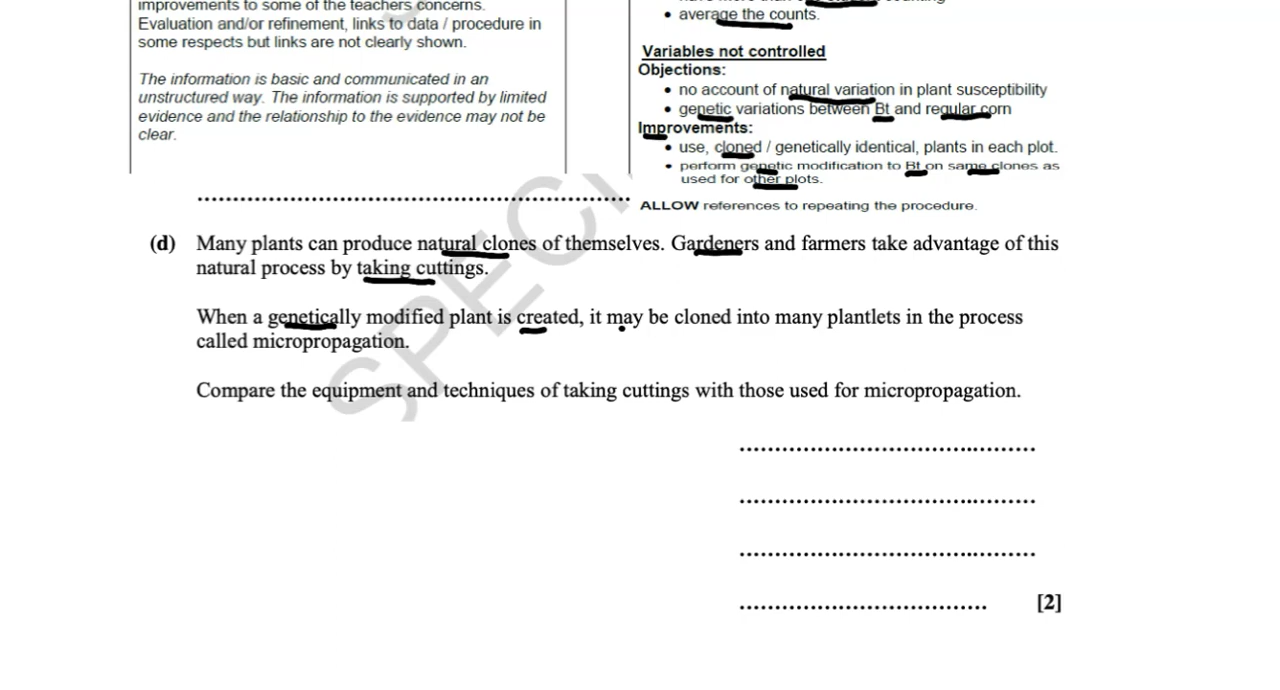 improvements to some of the teachers concerns.
Evaluation and/or refinement, links to data / procedure in
some respects but links are not clearly shown.
The information is basic and communicated in an
unstructured way. The information is supported by limited
evidence and the relationship to the evidence may not be
clear.
• average the counts.
Variables not controlled
Objections:
• no account of natural variation in plant susceptibility
• genetic variations between Bt and regular corn
Improvements:
• use, cloned / genetically identical, plants in each plot.
• perform genetic modification to Bt on same clones as
used for other plots.
ALLOW references to repeating the procedure.
(d) Many plants can produce natural clones of themselves. Gardeners and farmers take advantage of this
natural process by taking cuttings.
When a genetically modified plant is created, it may be cloned into many plantlets in the process
called micropropagation.
Compare the equipment and techniques of taking cuttings with those used for micropropagation.
[2]